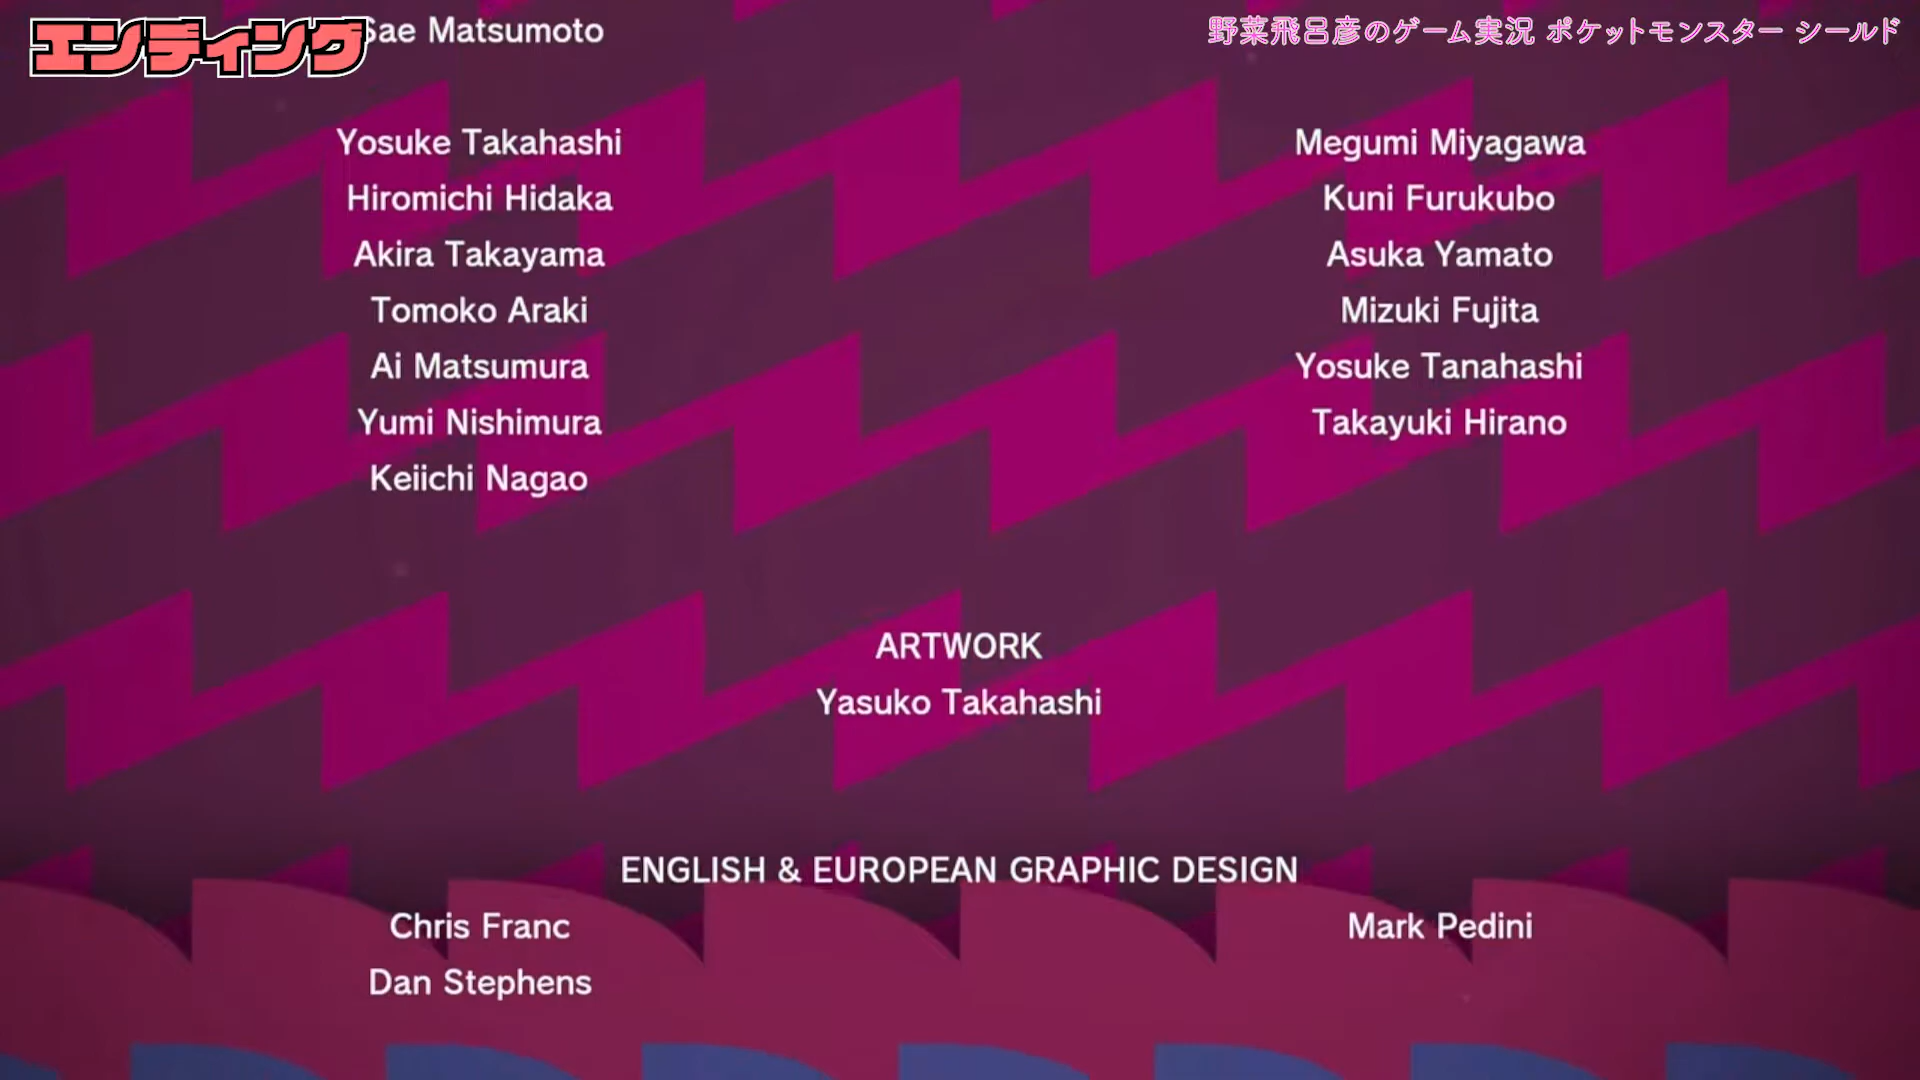 エンディング
Sae Matsumoto
野菜飛呂彦のゲーム実況 ポケットモンスター シールド
Yosuke Takahashi
Megumi Miyagawa
Hiromichi Hidaka
Kuni Furukubo
Akira Takayama
Asuka Yamato
Tomoko Araki
Mizuki Fujita
Ai Matsumura
Yosuke Tanahashi
Yumi Nishimura
Takayuki Hirano
Keiichi Nagao
ARTWORK
Yasuko Takahashi
ENGLISH & EUROPEAN GRAPHIC DESIGN
Chris Franc
Mark Pedini
Dan Stephens